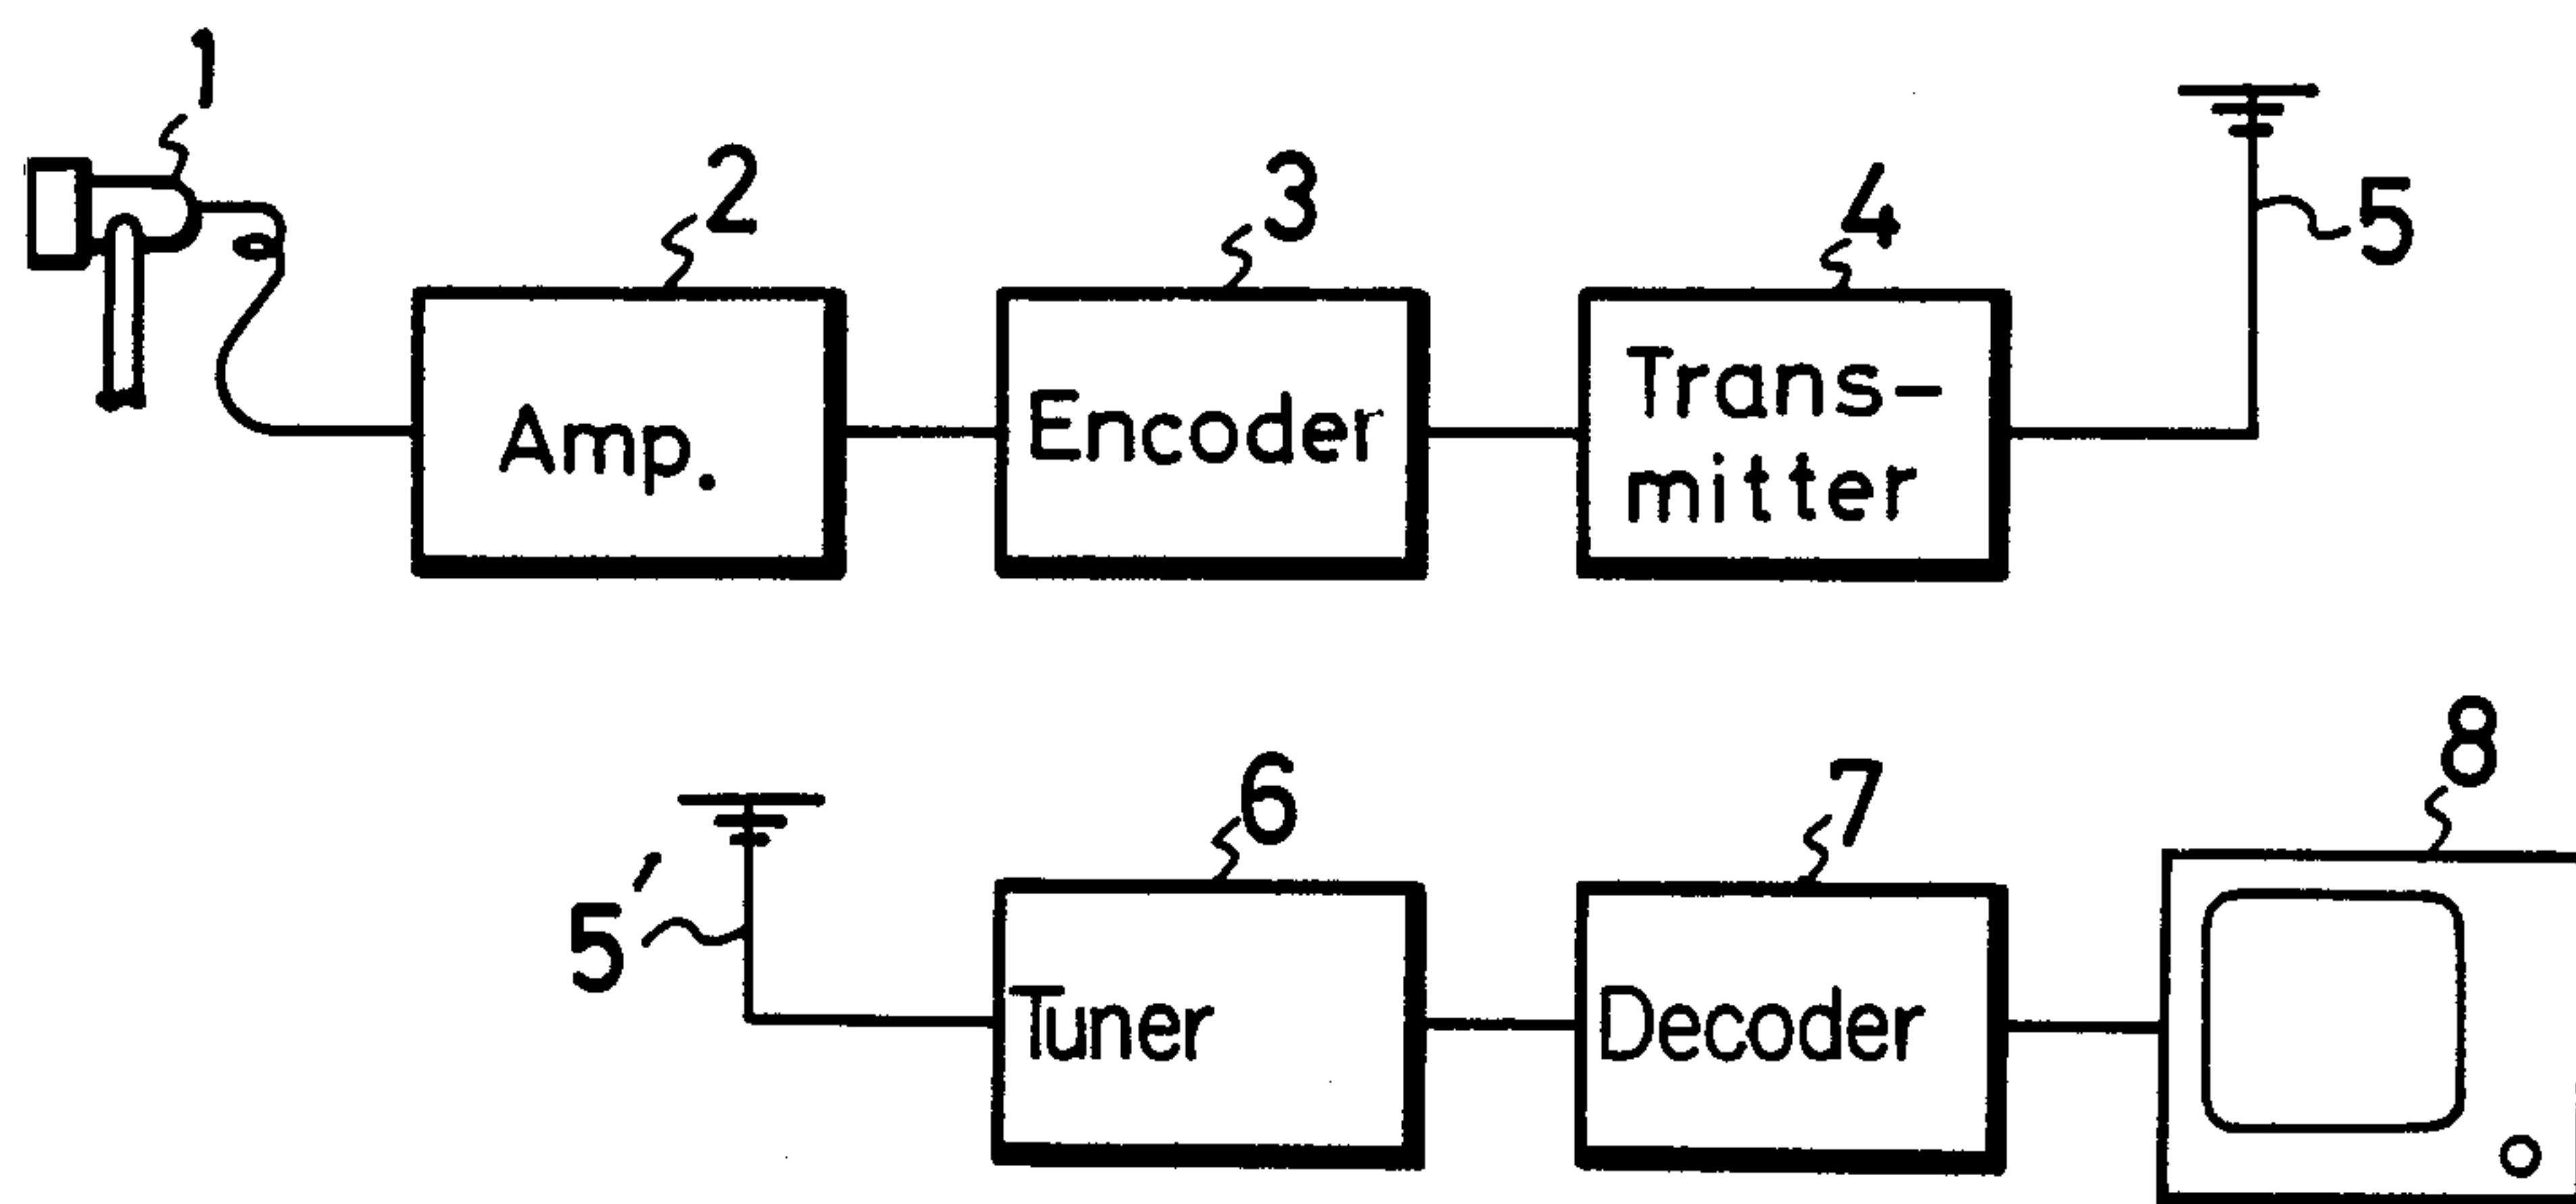 1
2
3
4
5
Amp.
Encoder
Trans-
mitter
5'
6
7
8
Tuner
Decoder